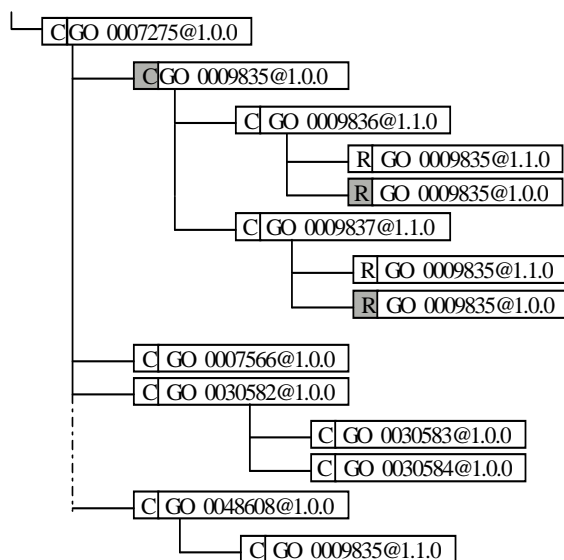 C GO 0007275@1.0.0
C GO 0009835@1.0.0
C GO 0009836@1.1.0
R GO 0009835@1.1.0
R GO 0009835@1.0.0
C GO 0009837@1.1.0
R GO 0009835@1.1.0
R GO 0009835@1.0.0
C GO 0007566@1.0.0
C GO 0030582@1.0.0
C GO 0030583@1.0.0
C GO 0030584@1.0.0
C GO 0048608@1.0.0
C GO 0009835@1.1.0